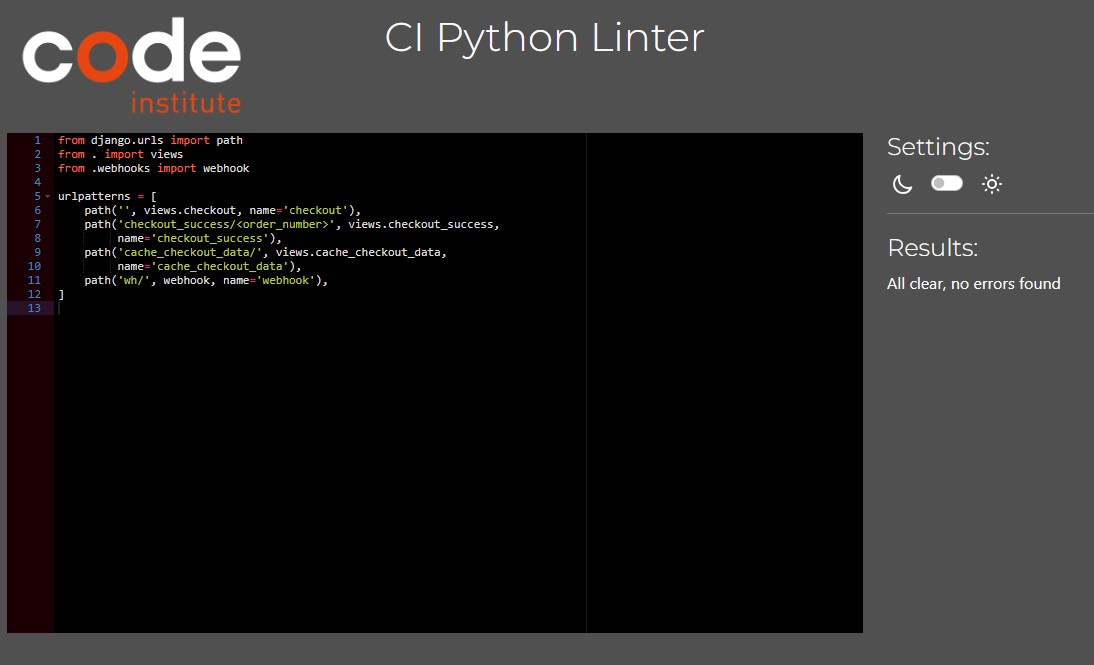 code
institute
CI Python Linter
1 from django.urls import path
2 from . import views
3 from .webhooks import webhook
4
5 urlpatterns = [
6     path('', views.checkout, name='checkout'),
7     path('checkout_success/<order_number>', views.checkout_success,
8          name='checkout_success'),
9     path('cache_checkout_data/', views.cache_checkout_data,
10          name='cache_checkout_data'),
11     path('wh/', webhook, name='webhook'),
12 ]
13
Settings:
Results:
All clear, no errors found